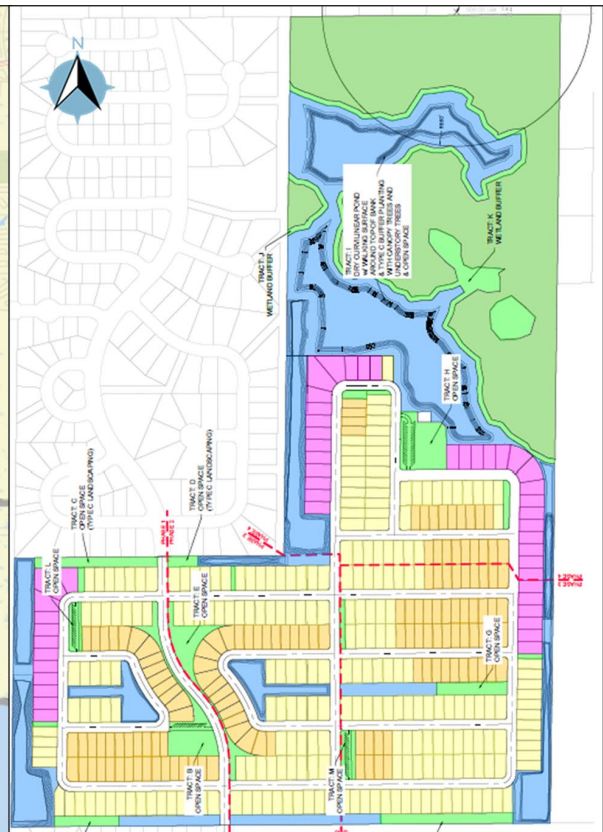 N
TRACT: J
WETLAND BUFFER
TRACT: I
DRY CURVILINEAR POND
w/ WALKING SURFACE
AROUND TOP OF BANK
& TYPE C BUFFER PLANTING
WITH CANOPY TREES AND
UNDERSTORY TREES
& OPEN SPACE
TRACT: K
WETLAND BUFFER
TRACT: H
OPEN SPACE
TRACT: C
OPEN SPACE
(TYPE C LANDSCAPING)
TRACT: D
OPEN SPACE
(TYPE C LANDSCAPING)
TRACT: L
OPEN SPACE
TRACT: E
OPEN SPACE
TRACT: G
OPEN SPACE
TRACT: B
OPEN SPACE
TRACT: M
OPEN SPACE